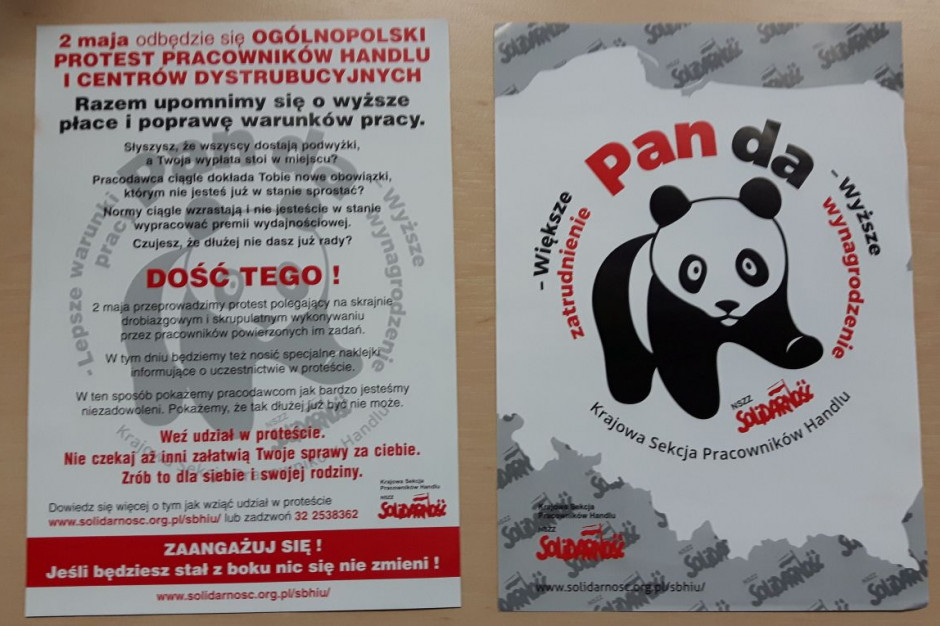 2 maja odbędzie się OGÓLNOPOLSKI
PROTEST PRACOWNIKÓW HANDLU
I CENTRÓW DYSTRUBUCYJNYCH
Razem upomnimy się o wyższe
płace i poprawę warunków pracy.
Słyszysz, że wszyscy dostają podwyżki,
a Twoja wypłata stoi w miejscu?
Pracodawca ciągle dokłada Tobie nowe obowiązki,
którym nie jesteś już w stanie sprostać?
Normy ciągle wzrastają i nie jesteście w stanie
wypracować premii wydajnościowej.
Czujesz, że dłużej nie dasz już rady?
DOŚĆ TEGO !
2 maja przeprowadzimy protest polegający na skrajnie
drobiazgowym i skrupulatnym wykonywaniu
przez pracowników powierzonych im zadań.
W tym dniu będziemy też nosić specjalne naklejki
informujące o uczestnictwie w proteście.
W ten sposób pokażemy pracodawcom jak bardzo jesteśmy
niezadowoleni. Pokażemy, że tak dłużej już być nie może.
Weź udział w proteście.
Nie czekaj aż inni załatwią Twoje sprawy za ciebie.
Zrób to dla siebie i swojej rodziny.
Dowiedz się więcej o tym jak wziąć udział w proteście
www.solidarnosc.org.pl/sbhiu/ lub zadzwoń 32 2538362
Krajowa Sekcja
Pracowników Handlu
NSZZ
SOLIDARNOŚĆ
ZAANGAŻUJ SIĘ !
Jeśli będziesz stał z boku nic się nie zmieni !
www.solidarnosc.org.pl/sbhiu/
- Lepsze warunki
pracy
- Wyższe
wynagrodzenie
Krajowa Sekcja Pracowników Handlu
Pan da
- Większe
zatrudnienie
- Wyższe
wynagrodzenie
NSZZ
SOLIDARNOŚĆ
Krajowa Sekcja Pracowników Handlu
Krajowa Sekcja
Pracowników Handlu
NSZZ
SOLIDARNOŚĆ
www.solidarnosc.org.pl/sbhiu/